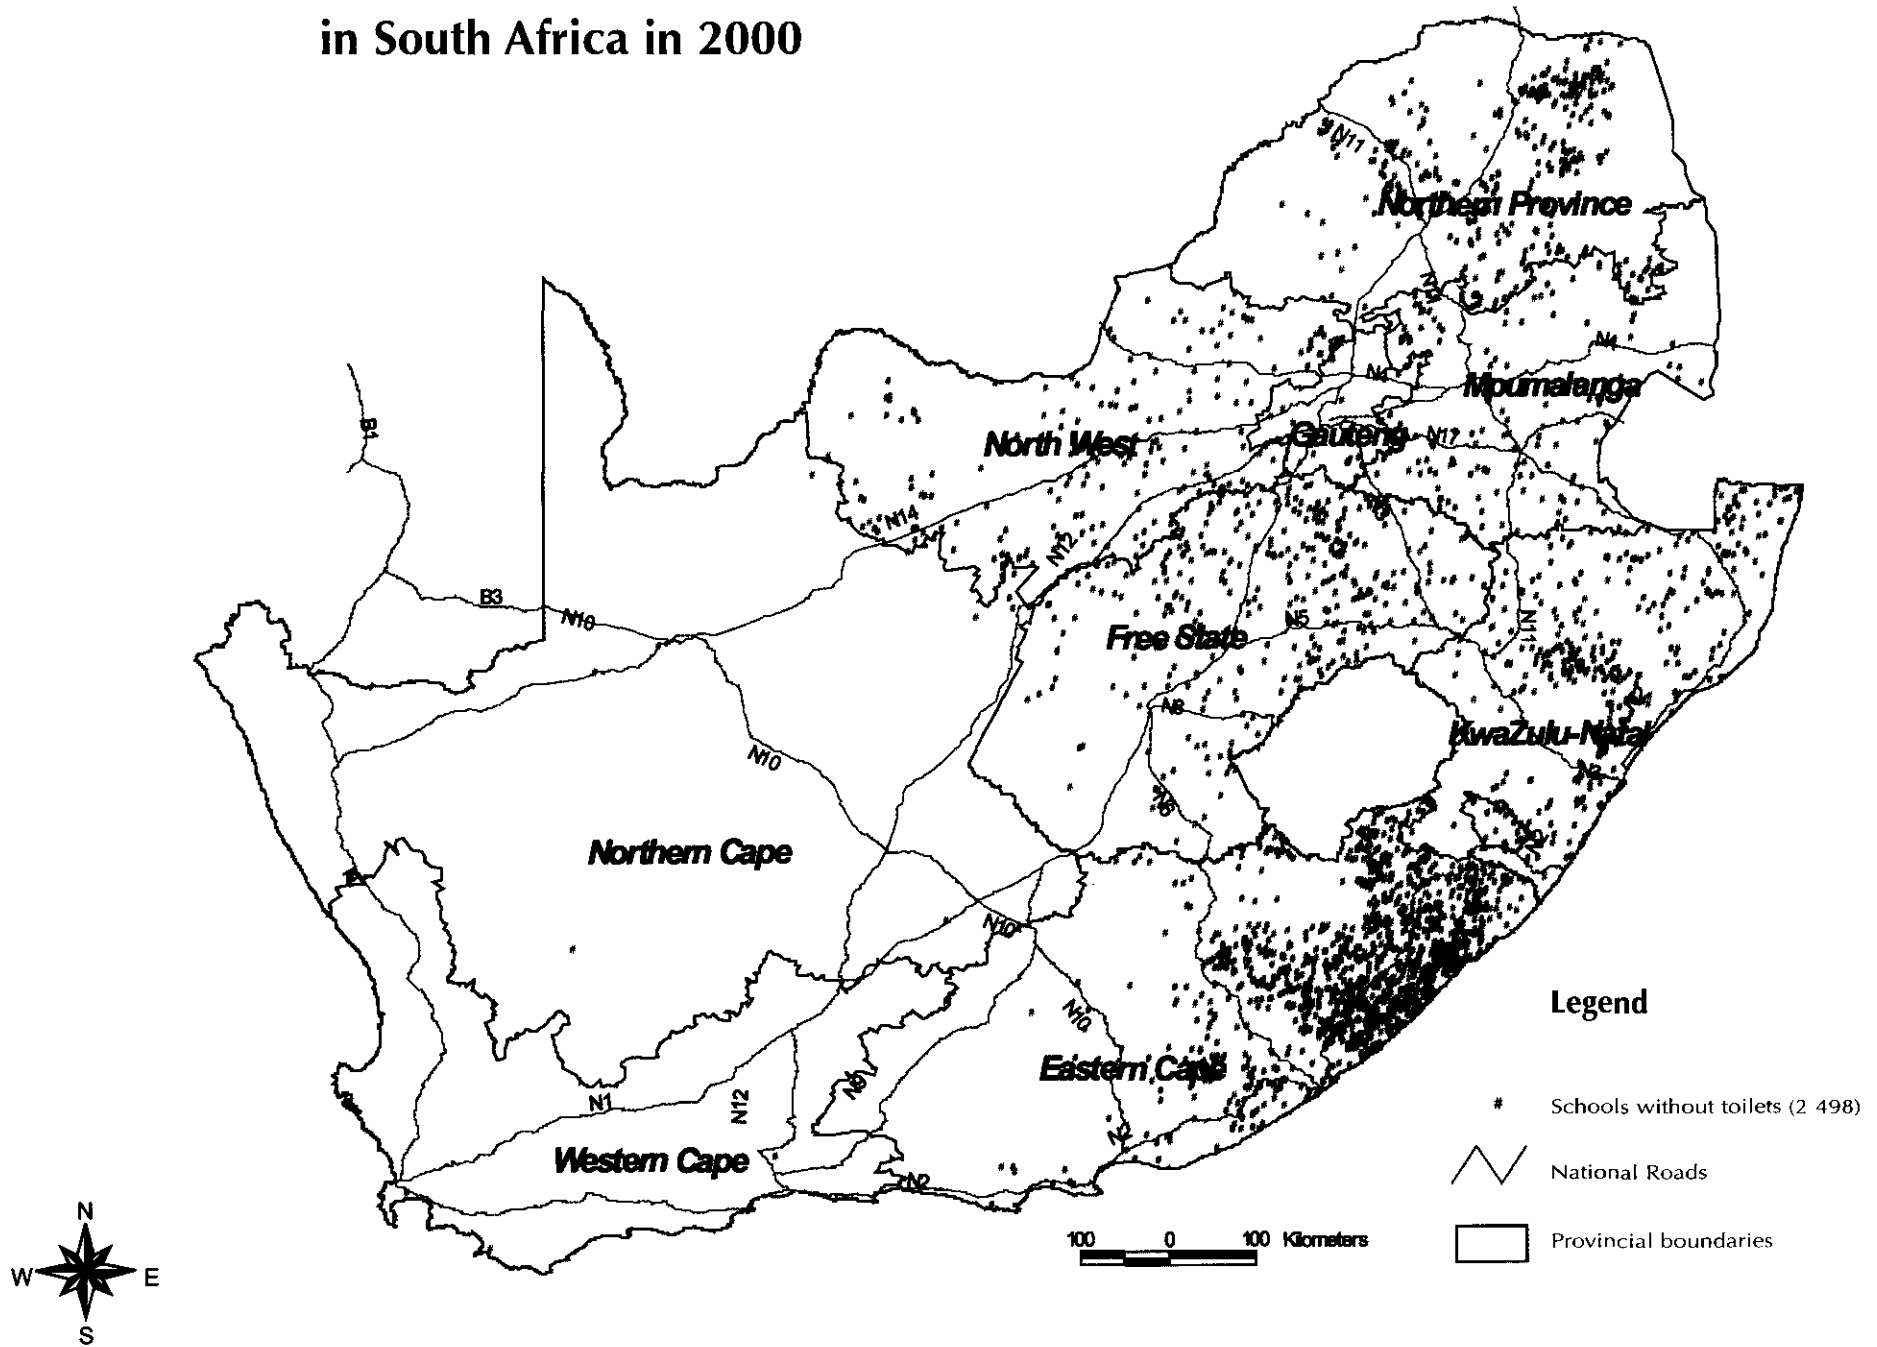 in South Africa in 2000
N11
Northern Province
N1
N4
N4
Mpumalanga
B1
North West
Gauteng
N17
N14
N12
B3
N10
N5
Free State
N11
N8
KwaZulu-Natal
N10
N2
N6
Northern Cape
N10
Legend
N10
Eastern Cape
N9
Schools without toilets (2 498)
N1
N12
N2
Western Cape
National Roads
N2
100 0 100 Kilometers
Provincial boundaries
N
W E
S